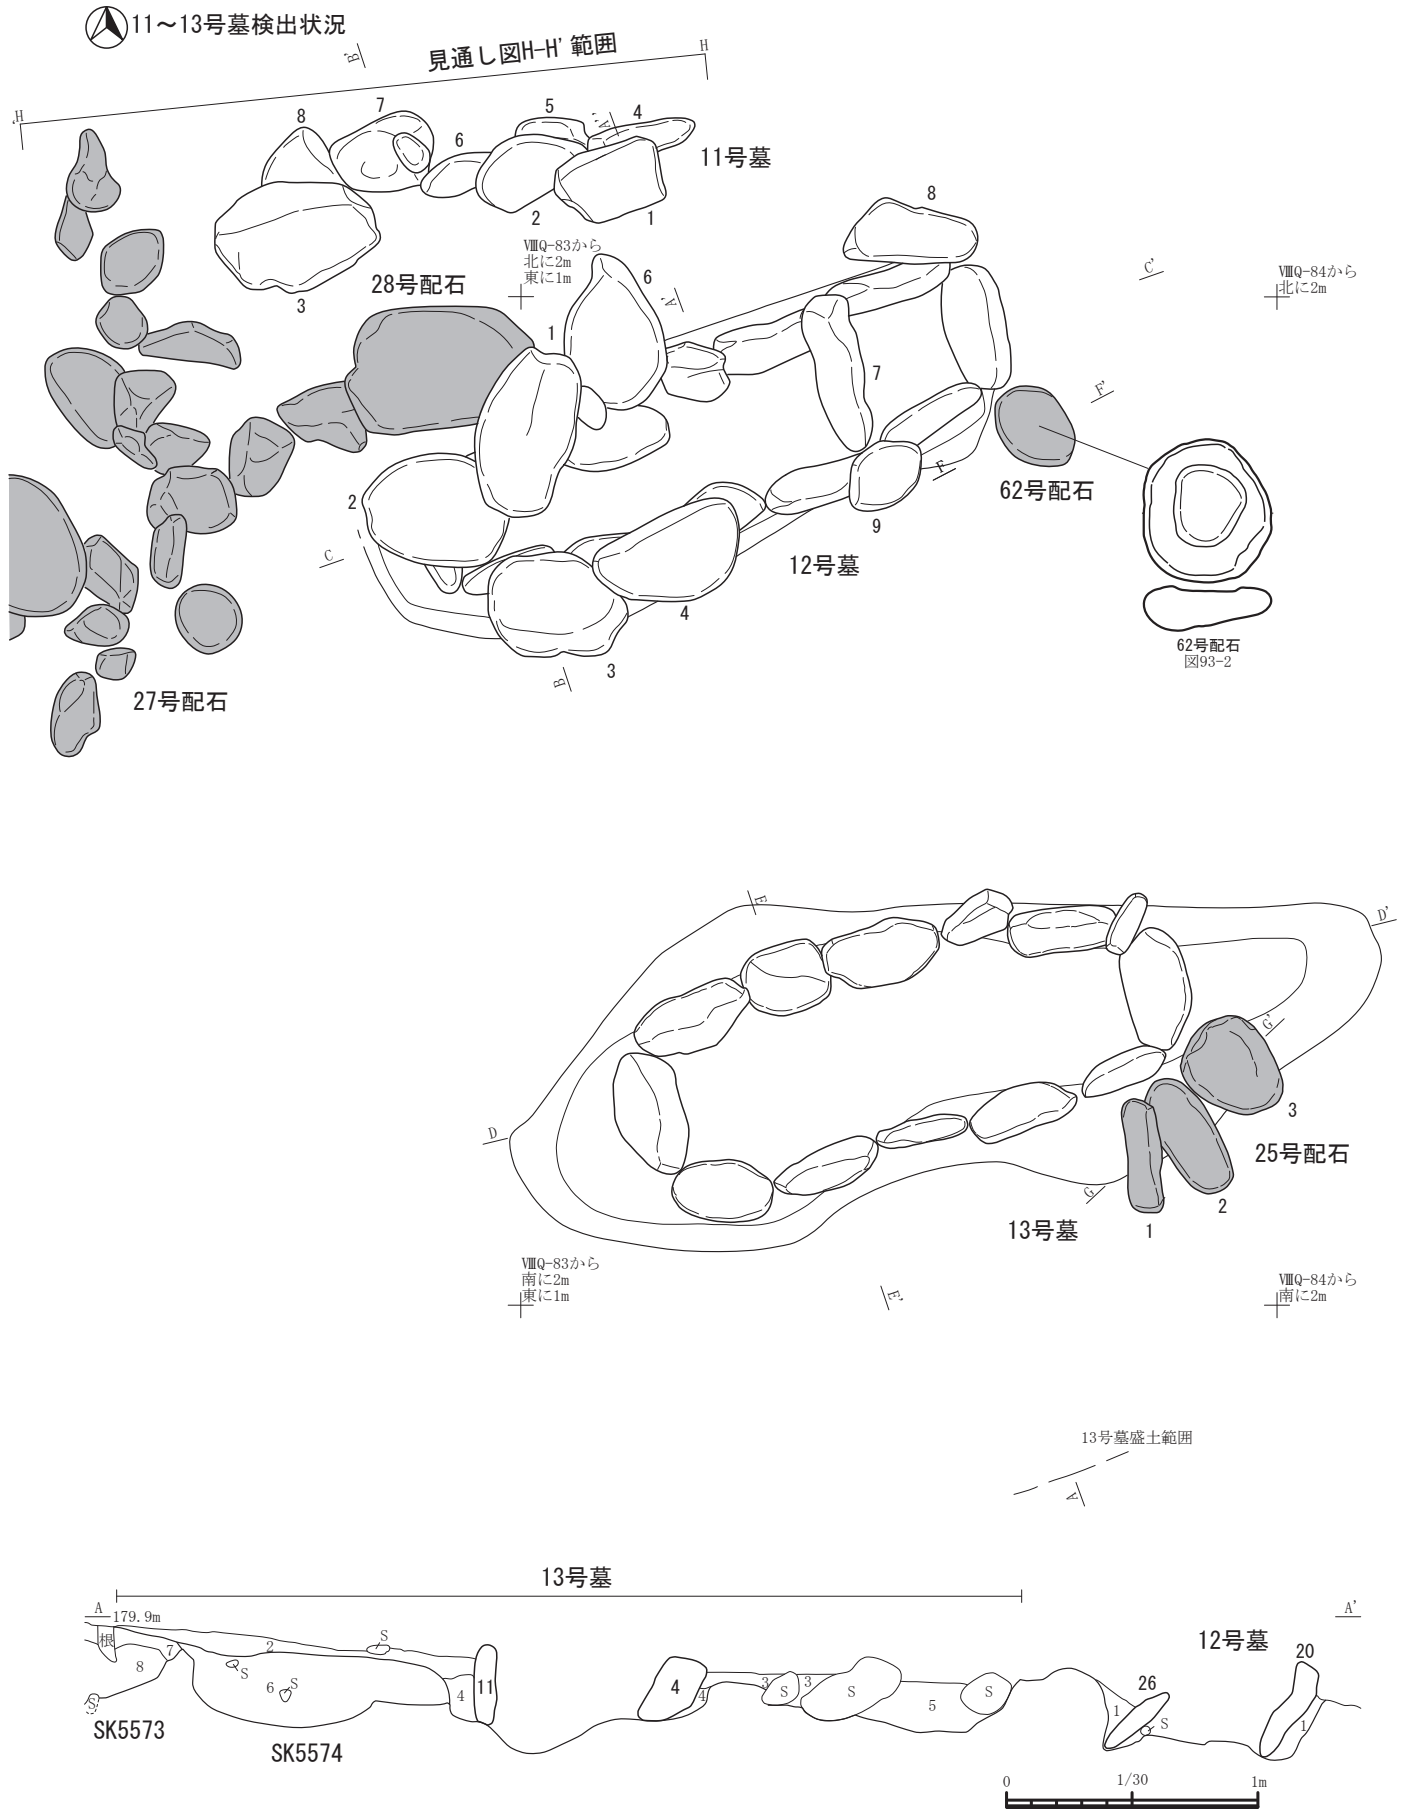 11～13号墓検出状況
B'
見通し図H-H'範囲
H
'H
8
7
6
5
A''
4
11号墓
2
1
3
28号配石
ⅧQ-83から
北に2m
東に1m
6
A'
8
C'
ⅧQ-84から
北に2m
1
7
F'
2
F
62号配石
9
C
12号墓
4
3
B
62号配石
図93-2
27号配石
E
D'
G'
D
3
25号配石
G
2
13号墓
1
ⅧQ-83から
南に2m
東に1m
E'
ⅧQ-84から
南に2m
13号墓盛土範囲
A
13号墓
A
179.9m
A'
根
7
2
S
12号墓
20
8
S
6
S
4
11
4
4
3
S
3
S
5
S
1
26
S
1
S
SK5573
SK5574
0
1/30
1m